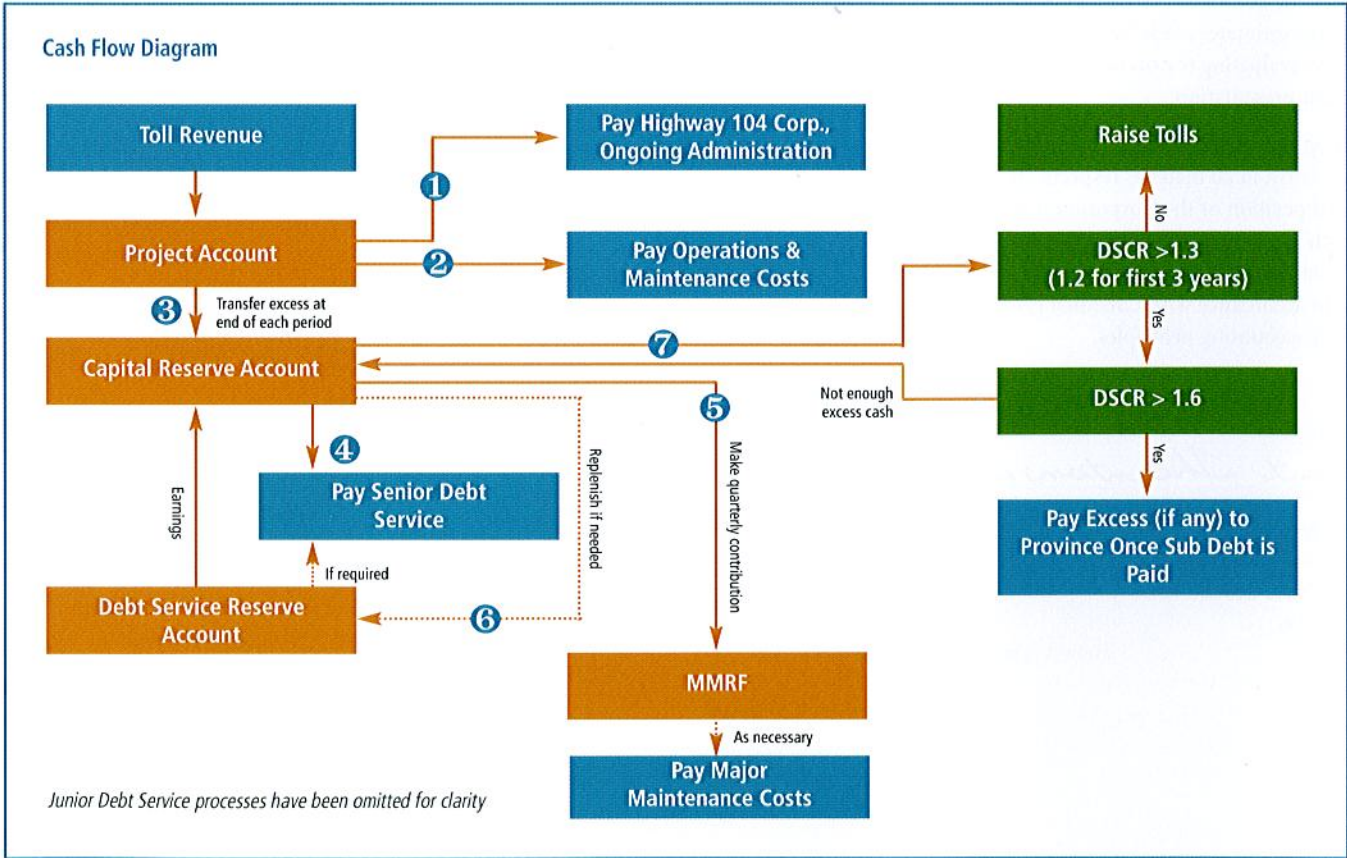 Cash Flow Diagram
Toll Revenue
Pay Highway 104 Corp.,
Ongoing Administration
Raise Tolls
1
No
Project Account
2
Pay Operations &
Maintenance Costs
DSCR >1.3
(1.2 for first 3 years)
3
Transfer excess at
end of each period
Yes
7
Capital Reserve Account
Not enough
excess cash
DSCR > 1.6
5
4
Earnings
Pay Senior Debt
Service
Replenish if needed
Make quarterly contribution
Yes
Pay Excess (if any) to
Province Once Sub Debt is
Paid
If required
Debt Service Reserve
Account
6
MMRF
As necessary
Pay Major
Maintenance Costs
Junior Debt Service processes have been omitted for clarity